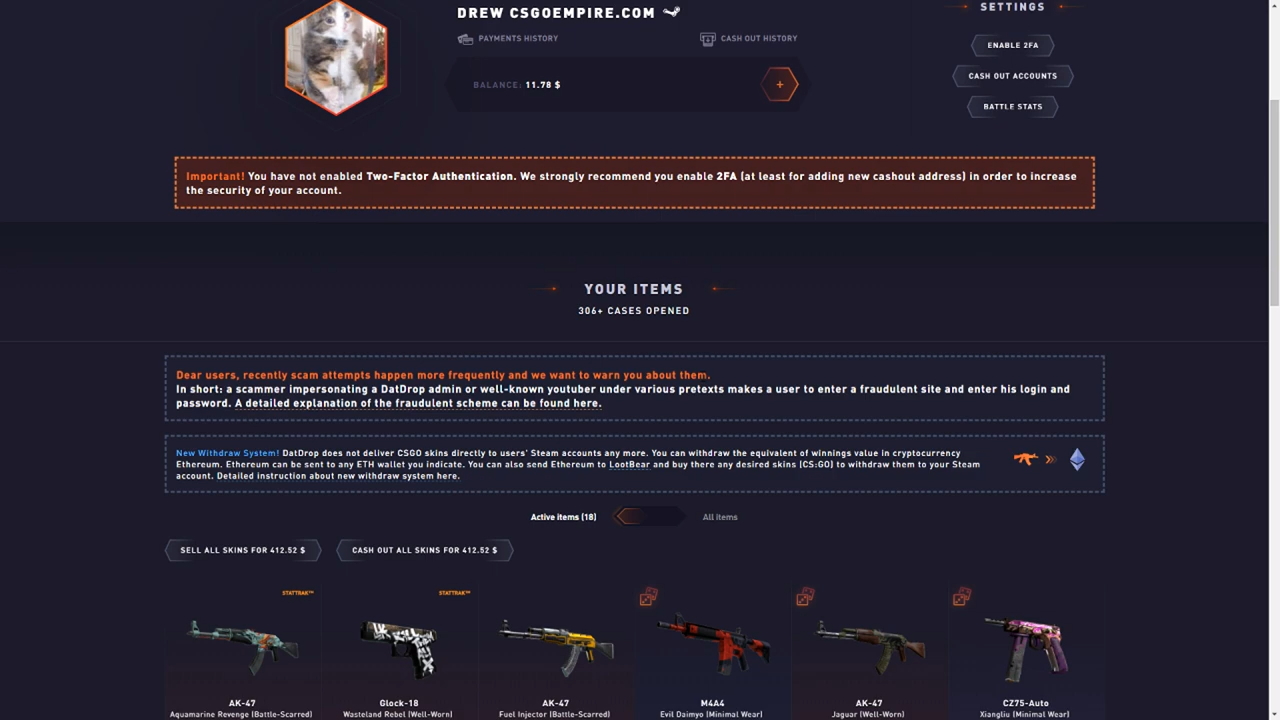 DREW CSGOEMPIRE.COM
SETTINGS
PAYMENTS HISTORY
CASH OUT HISTORY
ENABLE 2FA
BALANCE: 11.78 $
+
CASH OUT ACCOUNTS
BATTLE STATS
Important! You have not enabled Two-Factor Authentication. We strongly recommend you enable 2FA (at least for adding new cashout address) in order to increase
the security of your account.
YOUR ITEMS
306+ CASES OPENED
Dear users, recently scam attempts happen more frequently and we want to warn you about them.
In short: a scammer impersonating a DatDrop admin or well-known youtuber under various pretexts makes a user to enter a fraudulent site and enter his login and
password. A detailed explanation of the fraudulent scheme can be found here.
New Withdraw System! DatDrop does not deliver CSGO skins directly to users' Steam accounts any more. You can withdraw the equivalent of winnings value in cryptocurrency
Ethereum. Ethereum can be sent to any ETH wallet you indicate. You can also send Ethereum to LootBear and buy there any desired skins (CS:GO) to withdraw them to your Steam
account. Detailed instruction about new withdraw system here.
Active items (18)
All items
SELL ALL SKINS FOR 412.52 $
CASH OUT ALL SKINS FOR 412.52 $
STATTRAK™
STATTRAK™
AK-47
Aquamarine Revenge (Battle-Scarred)
Glock-18
Wasteland Rebel (Well-Worn)
AK-47
Fuel Injector (Battle-Scarred)
M4A4
Evil Daimyo (Minimal Wear)
AK-47
Jaguar (Well-Worn)
CZ75-Auto
Xiangliu (Minimal Wear)